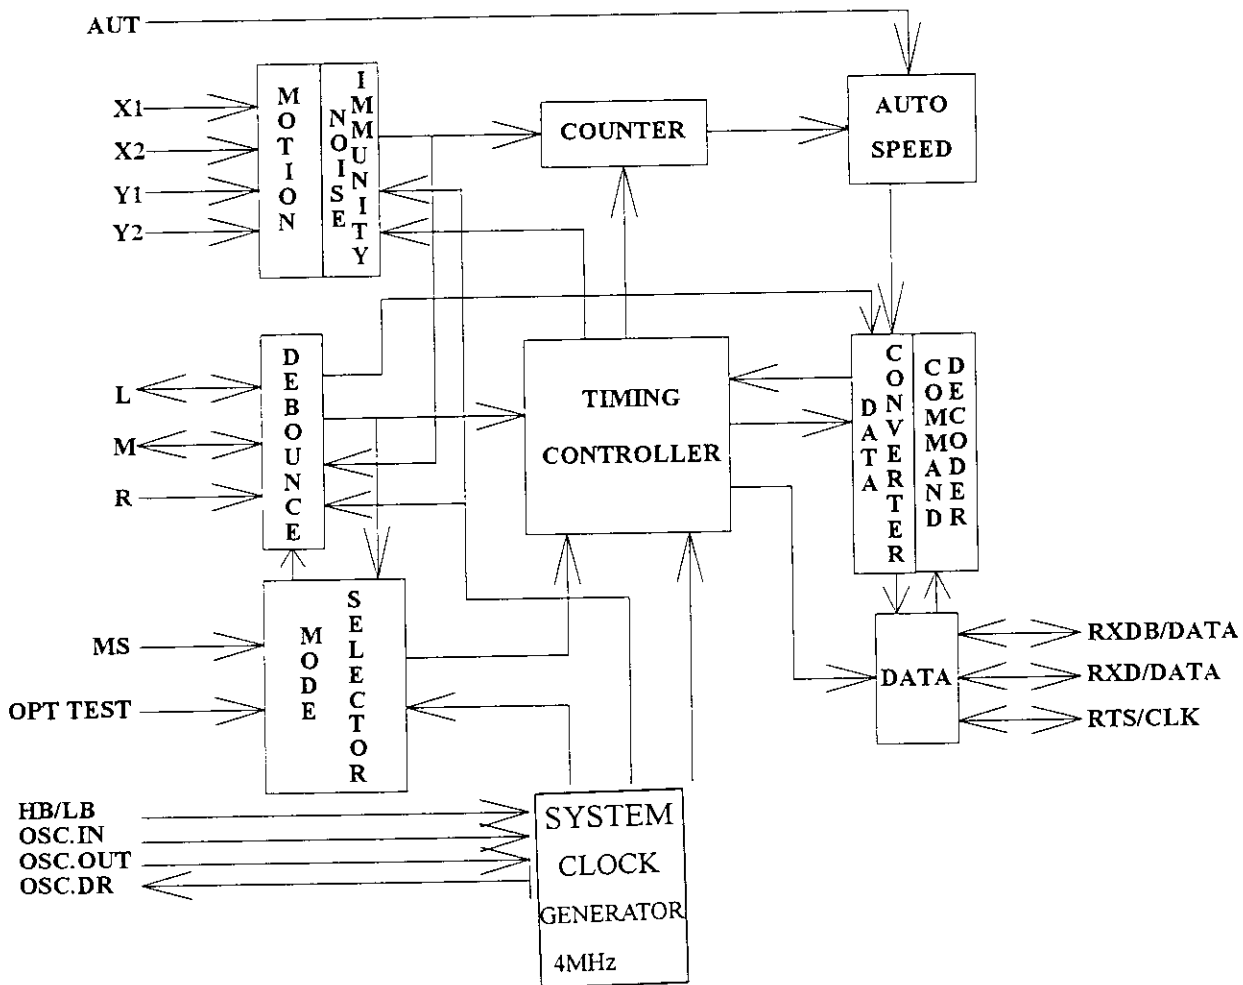 AUT
X1
X2
Y1
Y2
MOTION
NOISE
IMMUNITY
COUNTER
AUTO
SPEED
L
M
R
DEBOUNCE
TIMING
CONTROLLER
DATA
CONVERTER
COMMAND
DECODER
MS
OPT TEST
MODE
SELECTOR
DATA
RXDB/DATA
RXD/DATA
RTS/CLK
HB/LB
OSC.IN
OSC.OUT
OSC.DR
SYSTEM
CLOCK
GENERATOR
4MHz